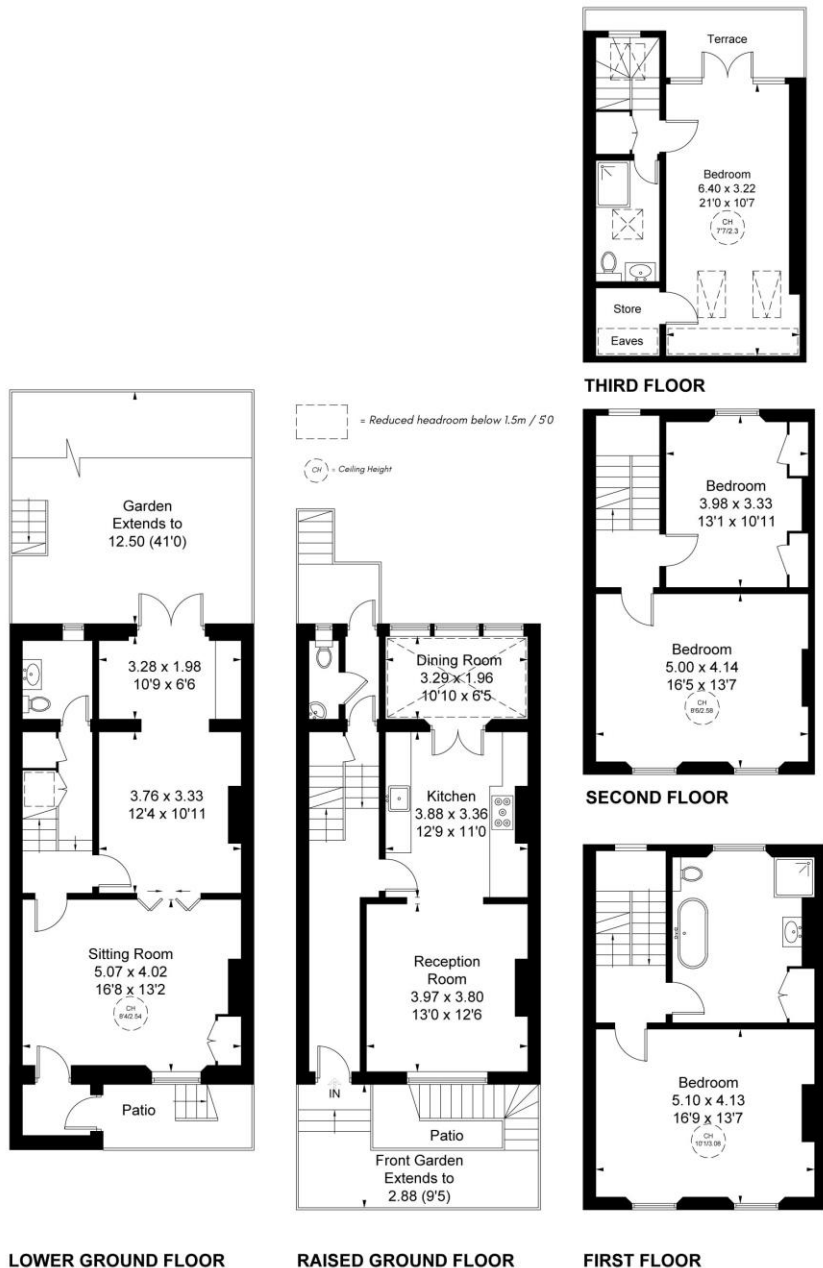 Terrace
Bedroom
6.40 x 3.22
21'0 x 10'7
CH
7'7/2.3
Store
Eaves
THIRD FLOOR
= Reduced headroom below 1.5m / 5'0
CH = Ceiling Height
Garden
Extends to
12.50 (41'0)
3.28 x 1.98
10'9 x 6'6
3.76 x 3.33
12'4 x 10'11
Sitting Room
5.07 x 4.02
16'8 x 13'2
CH
8'4/2.54
Patio
LOWER GROUND FLOOR
Dining Room
3.29 x 1.96
10'10 x 6'5
Kitchen
3.88 x 3.36
12'9 x 11'0
Reception
Room
3.97 x 3.80
13'0 x 12'6
IN
Patio
Front Garden
Extends to
2.88 (9'5)
RAISED GROUND FLOOR
Bedroom
3.98 x 3.33
13'1 x 10'11
Bedroom
5.00 x 4.14
16'5 x 13'7
CH
8'6/2.58
SECOND FLOOR
Bedroom
5.10 x 4.13
16'9 x 13'7
CH
10'1/3.08
FIRST FLOOR